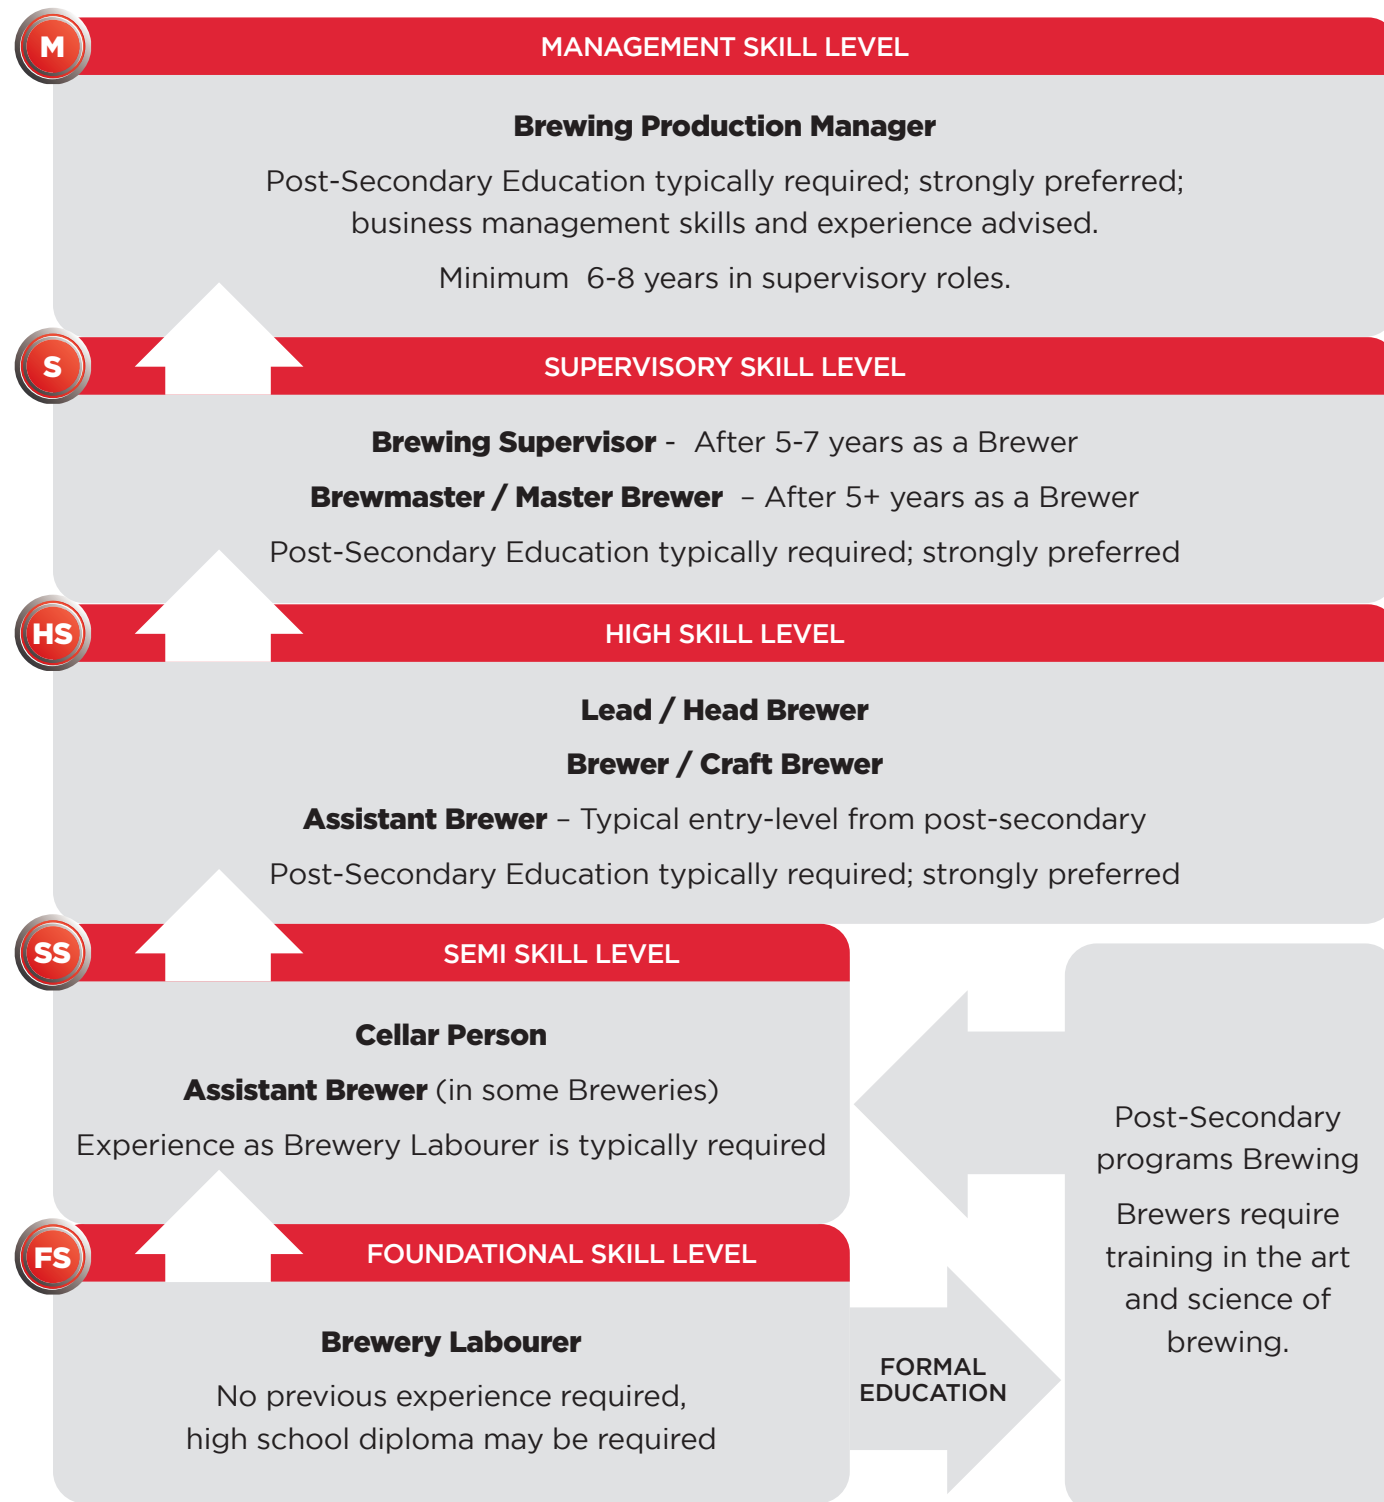 M
MANAGEMENT SKILL LEVEL
Brewing Production Manager
Post-Secondary Education typically required; strongly preferred;
business management skills and experience advised.
Minimum 6-8 years in supervisory roles.
S
SUPERVISORY SKILL LEVEL
Brewing Supervisor - After 5-7 years as a Brewer
Brewmaster / Master Brewer – After 5+ years as a Brewer
Post-Secondary Education typically required; strongly preferred
HS
HIGH SKILL LEVEL
Lead / Head Brewer
Brewer / Craft Brewer
Assistant Brewer – Typical entry-level from post-secondary
Post-Secondary Education typically required; strongly preferred
SS
SEMI SKILL LEVEL
Cellar Person
Assistant Brewer (in some Breweries)
Experience as Brewery Labourer is typically required
FS
FOUNDATIONAL SKILL LEVEL
Brewery Labourer
No previous experience required,
high school diploma may be required
FORMAL
EDUCATION
Post-Secondary
programs Brewing
Brewers require
training in the art
and science of
brewing.